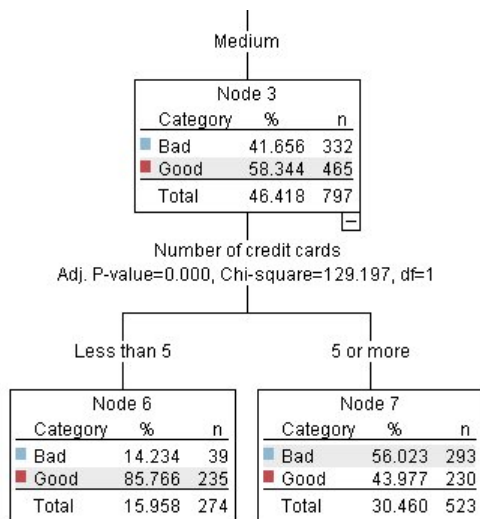 Medium
Node 3
Category % n
Bad 41.656 332
Good 58.344 465
Total 46.418 797
Number of credit cards
Adj. P-value=0.000, Chi-square=129.197, df=1
Less than 5
5 or more
Node 6
Category % n
Bad 14.234 39
Good 85.766 235
Total 15.958 274
Node 7
Category % n
Bad 56.023 293
Good 43.977 230
Total 30.460 523